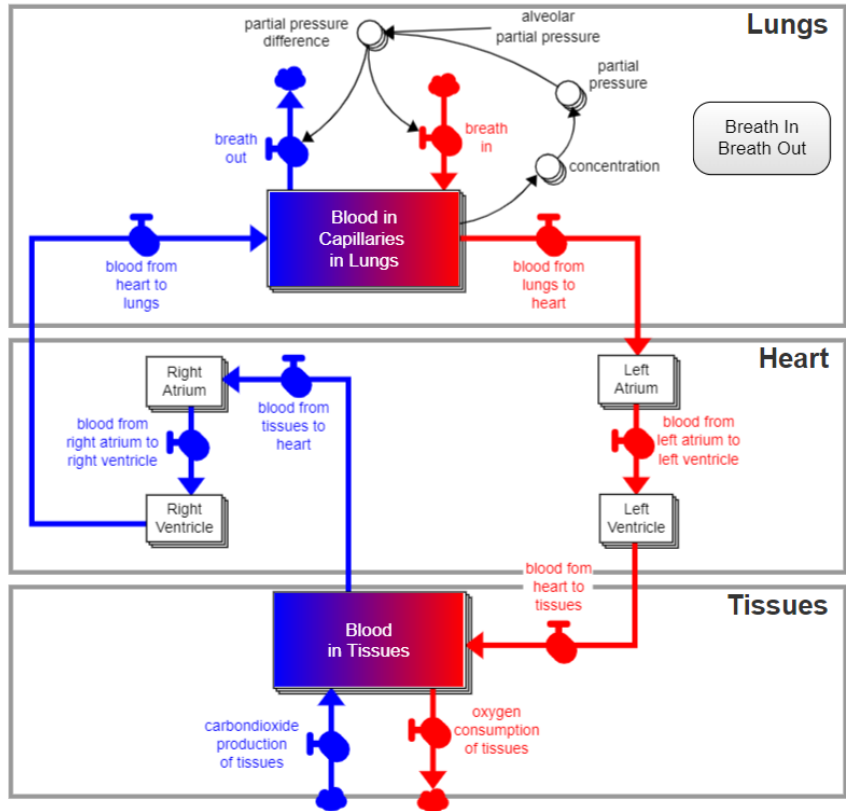 Lungs
partial pressure
difference
alveolar
partial pressure
partial
pressure
breath
out
breath
in
Breath In
Breath Out
concentration
Blood in
Capillaries
in Lungs
blood from
heart to
lungs
blood from
lungs to
heart
Heart
Right
Atrium
Left
Atrium
blood from
tissues to
heart
blood from
right atrium to
right ventricle
blood from
left atrium to
left ventricle
Right
Ventricle
Left
Ventricle
blood fom
heart to
tissues
Tissues
Blood
in Tissues
carbondioxide
production
of tissues
oxygen
consumption
of tissues